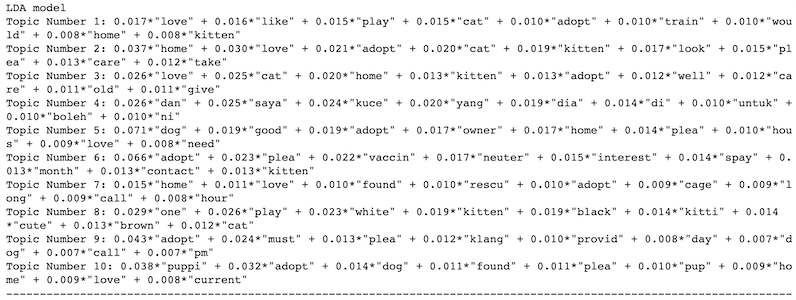 LDA model
Topic Number 1: 0.017*"love" + 0.016*"like" + 0.015*"play" + 0.015*"cat" + 0.010*"adopt" + 0.010*"train" + 0.010*"wou
ld" + 0.008*"home" + 0.008*"kitten"
Topic Number 2: 0.037*"home" + 0.030*"love" + 0.021*"adopt" + 0.020*"cat" + 0.019*"kitten" + 0.017*"look" + 0.015*"pl
ea" + 0.013*"care" + 0.012*"take"
Topic Number 3: 0.026*"love" + 0.025*"cat" + 0.020*"home" + 0.013*"kitten" + 0.013*"adopt" + 0.012*"well" + 0.012*"ca
re" + 0.011*"old" + 0.011*"give"
Topic Number 4: 0.026*"dan" + 0.025*"saya" + 0.024*"kuce" + 0.020*"yang" + 0.019*"dia" + 0.014*"di" + 0.010*"untuk" +
0.010*"boleh" + 0.010*"ni"
Topic Number 5: 0.071*"dog" + 0.019*"good" + 0.019*"adopt" + 0.017*"owner" + 0.017*"home" + 0.014*"plea" + 0.010*"hou
s" + 0.009*"love" + 0.008*"need"
Topic Number 6: 0.066*"adopt" + 0.023*"plea" + 0.022*"vaccin" + 0.017*"neuter" + 0.015*"interest" + 0.014*"spay" + 0.
013*"month" + 0.013*"contact" + 0.013*"kitten"
Topic Number 7: 0.015*"home" + 0.011*"love" + 0.010*"found" + 0.010*"rescu" + 0.010*"adopt" + 0.009*"cage" + 0.009*"l
ong" + 0.009*"call" + 0.008*"hour"
Topic Number 8: 0.029*"one" + 0.026*"play" + 0.023*"white" + 0.019*"kitten" + 0.019*"black" + 0.014*"kitti" + 0.014
*"cute" + 0.013*"brown" + 0.012*"cat"
Topic Number 9: 0.043*"adopt" + 0.024*"must" + 0.013*"plea" + 0.012*"klang" + 0.010*"provid" + 0.008*"day" + 0.007*"d
og" + 0.007*"call" + 0.007*"pm"
Topic Number 10: 0.038*"puppi" + 0.032*"adopt" + 0.014*"dog" + 0.011*"found" + 0.011*"plea" + 0.010*"pup" + 0.009*"ho
me" + 0.009*"love" + 0.008*"current"